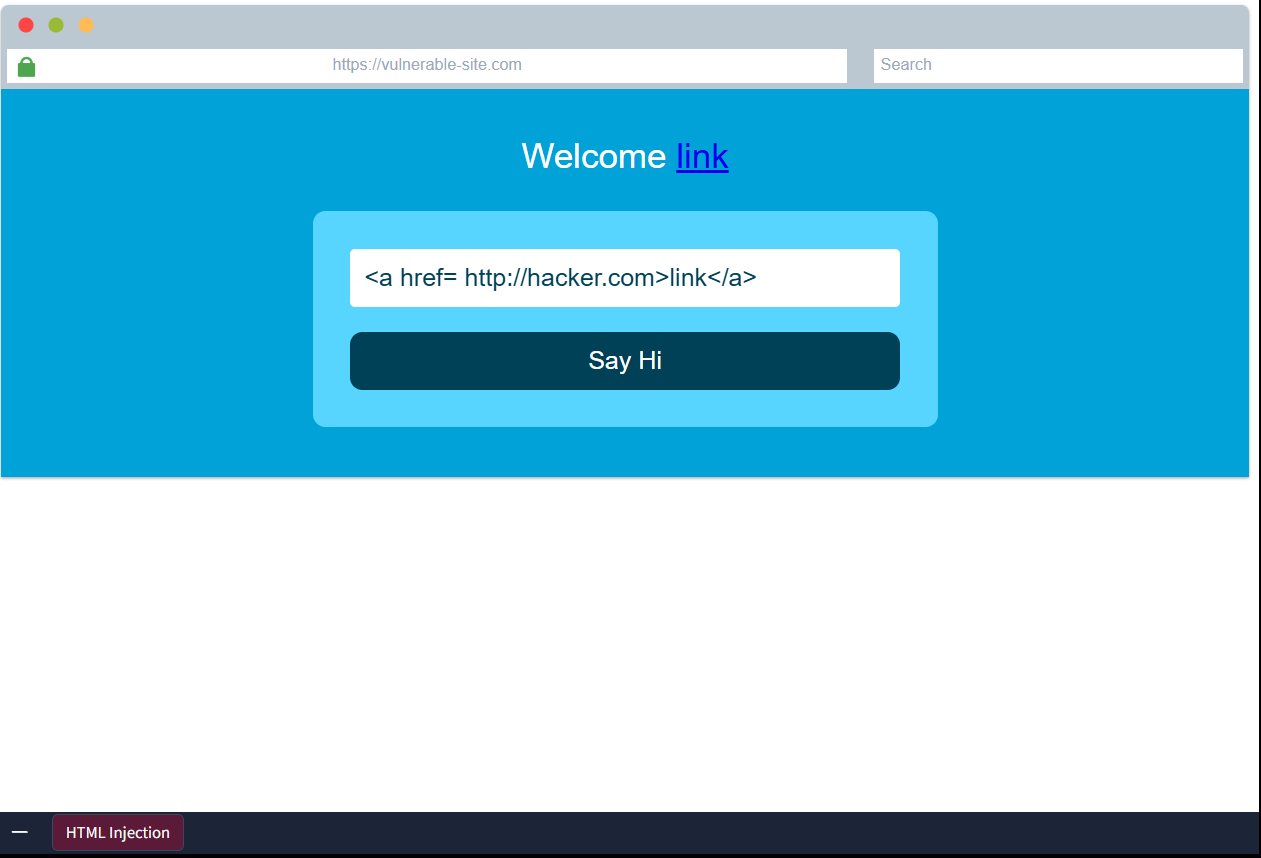 https://vulnerable-site.com
Search
Welcome link
<a href= http://hacker.com>link</a>
Say Hi
HTML Injection